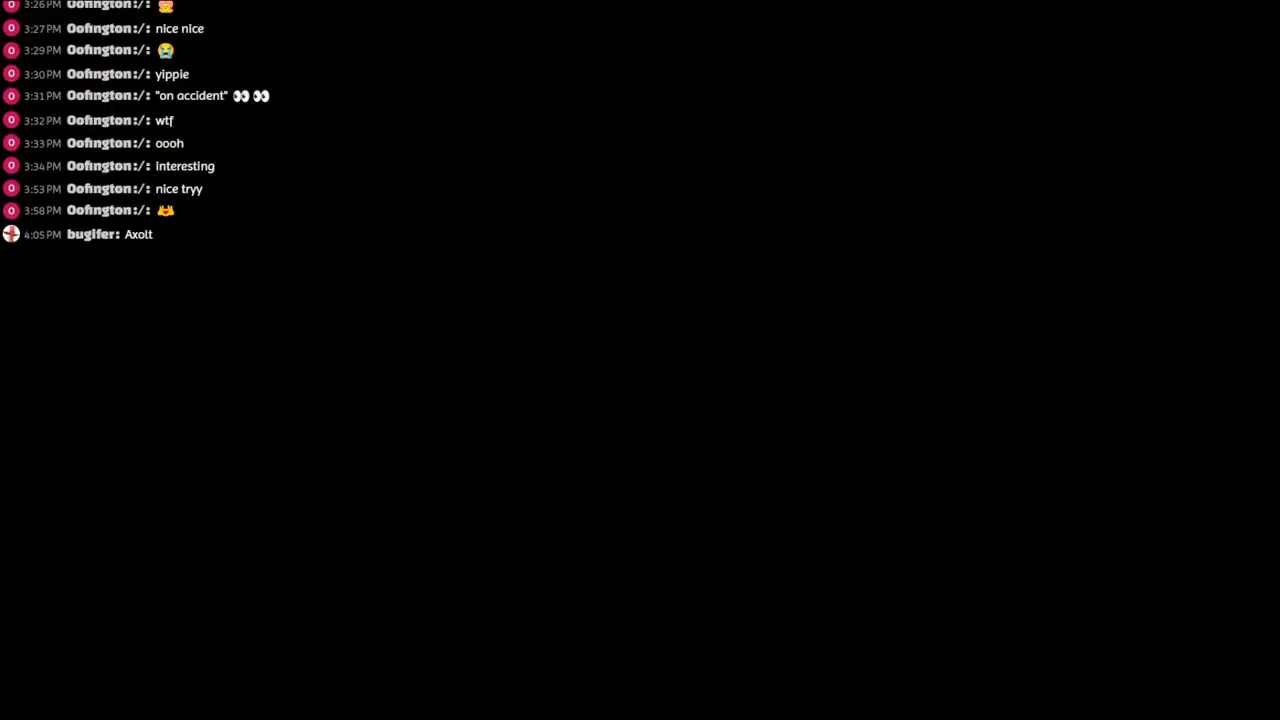 O 3:26 PM Oofington:/:
O 3:27 PM Oofington:/: nice nice
O 3:29 PM Oofington:/: 😭
O 3:30 PM Oofington:/: yippie
O 3:31 PM Oofington:/: "on accident" 👀 👀
O 3:32 PM Oofington:/: wtf
O 3:33 PM Oofington:/: oooh
O 3:34 PM Oofington:/: interesting
O 3:53 PM Oofington:/: nice tryy
O 3:58 PM Oofington:/:
4:05 PM bugifer: Axolt